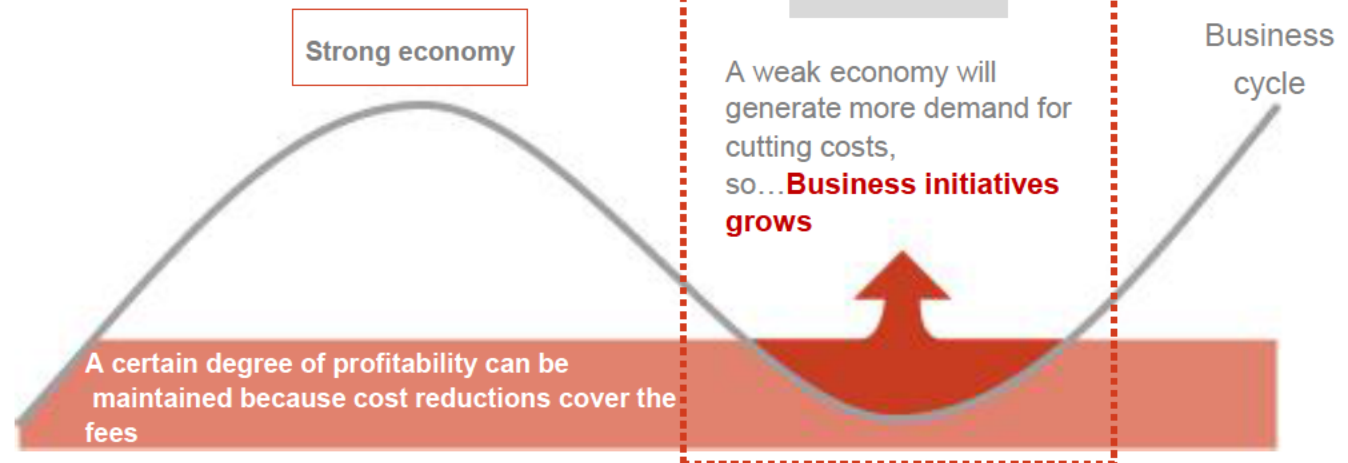 Strong economy
Business
cycle
A weak economy will
generate more demand for
cutting costs,
so…Business initiatives
grows
A certain degree of profitability can be
maintained because cost reductions cover the
fees